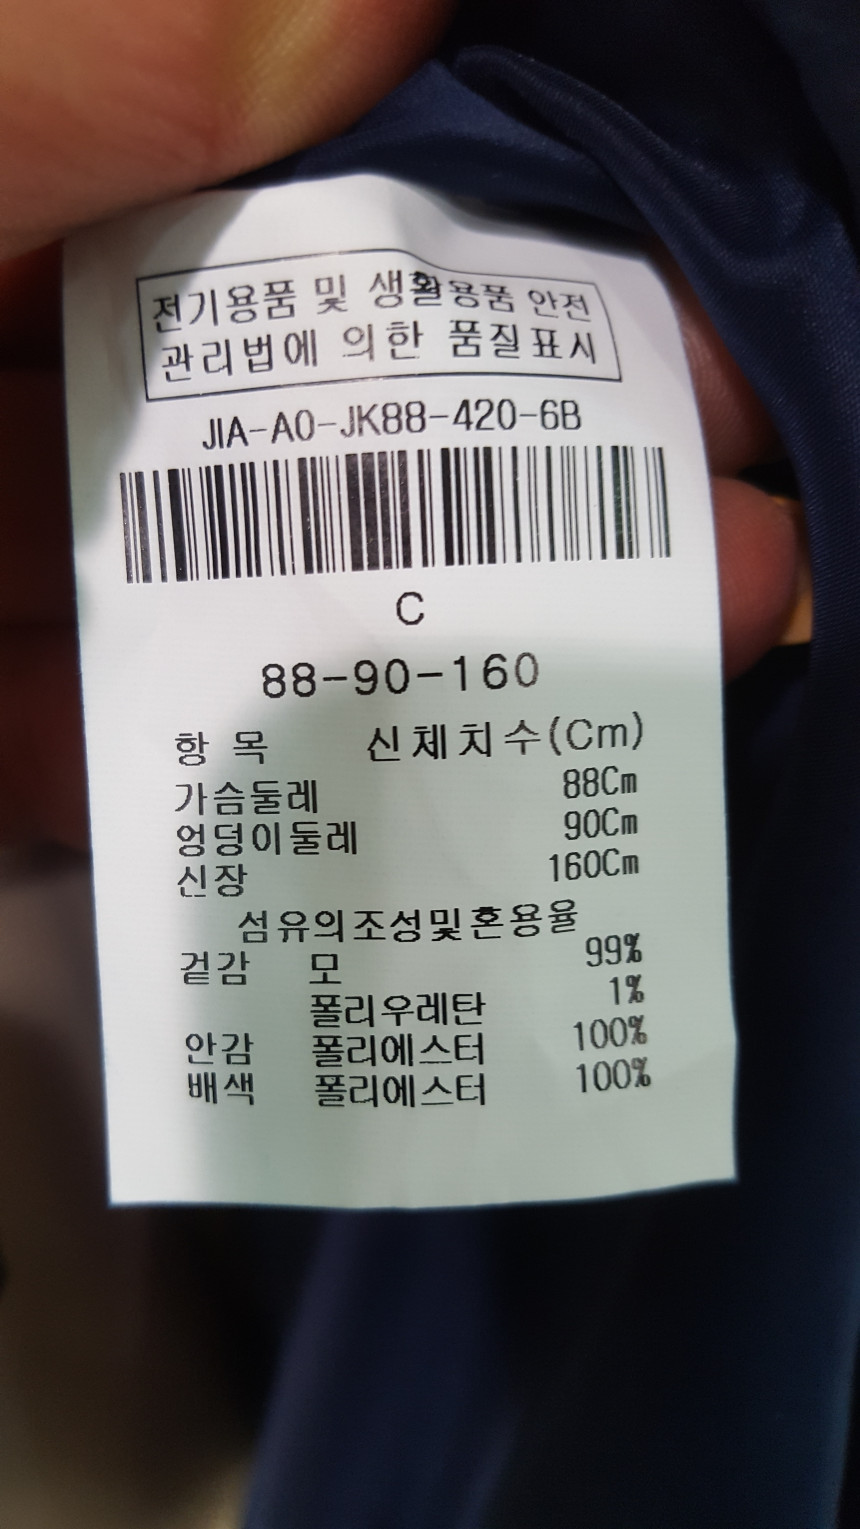 전기용품 및 생활용품 안전
관리법에 의한 품질표시
JIA-A0-JK88-420-6B
C
88-90-160
항 목 신체치수(Cm)
가슴둘레 88Cm
엉덩이둘레 90Cm
신장 160Cm
섬유의조성및혼용율
겉감 모 99%
폴리우레탄 1%
안감 폴리에스터 100%
배색 폴리에스터 100%